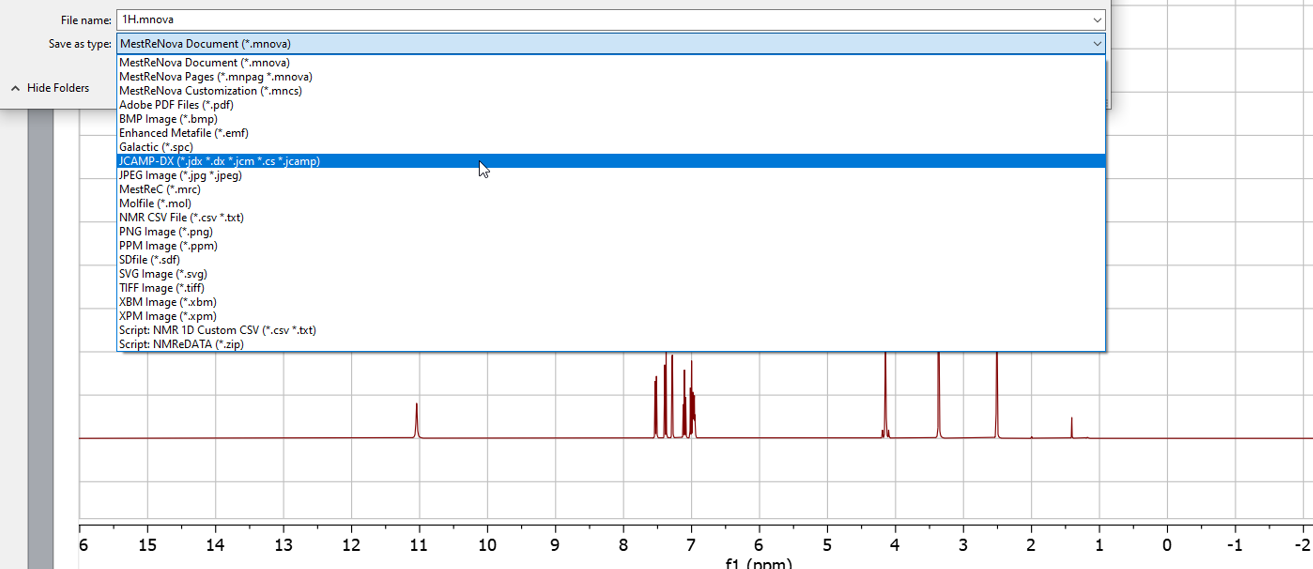 File name: 1H.mnova
Save as type: MestReNova Document (*.mnova)
MestReNova Document (*.mnova)
MestReNova Pages (*.mnpag *.mnova)
MestReNova Customization (*.mncs)
Hide Folders
Adobe PDF Files (*.pdf)
BMP Image (*.bmp)
Enhanced Metafile (*.emf)
Galactic (*.spc)
JCAMP-DX (*.jdx *.dx *.jcm *.cs *.jcamp)
JPEG Image (*.jpg *.jpeg)
MestReC (*.mrc)
Molfile (*.mol)
NMR CSV File (*.csv *.txt)
PNG Image (*.png)
PPM Image (*.ppm)
SDfile (*.sdf)
SVG Image (*.svg)
TIFF Image (*.tiff)
XBM Image (*.xbm)
XPM Image (*.xpm)
Script: NMR 1D Custom CSV (*.csv *.txt)
Script: NMReDATA (*.zip)
6 15 14 13 12 11 10 9 8 7 6 5 4 3 2 1 0 -1 -2
f1 (ppm)